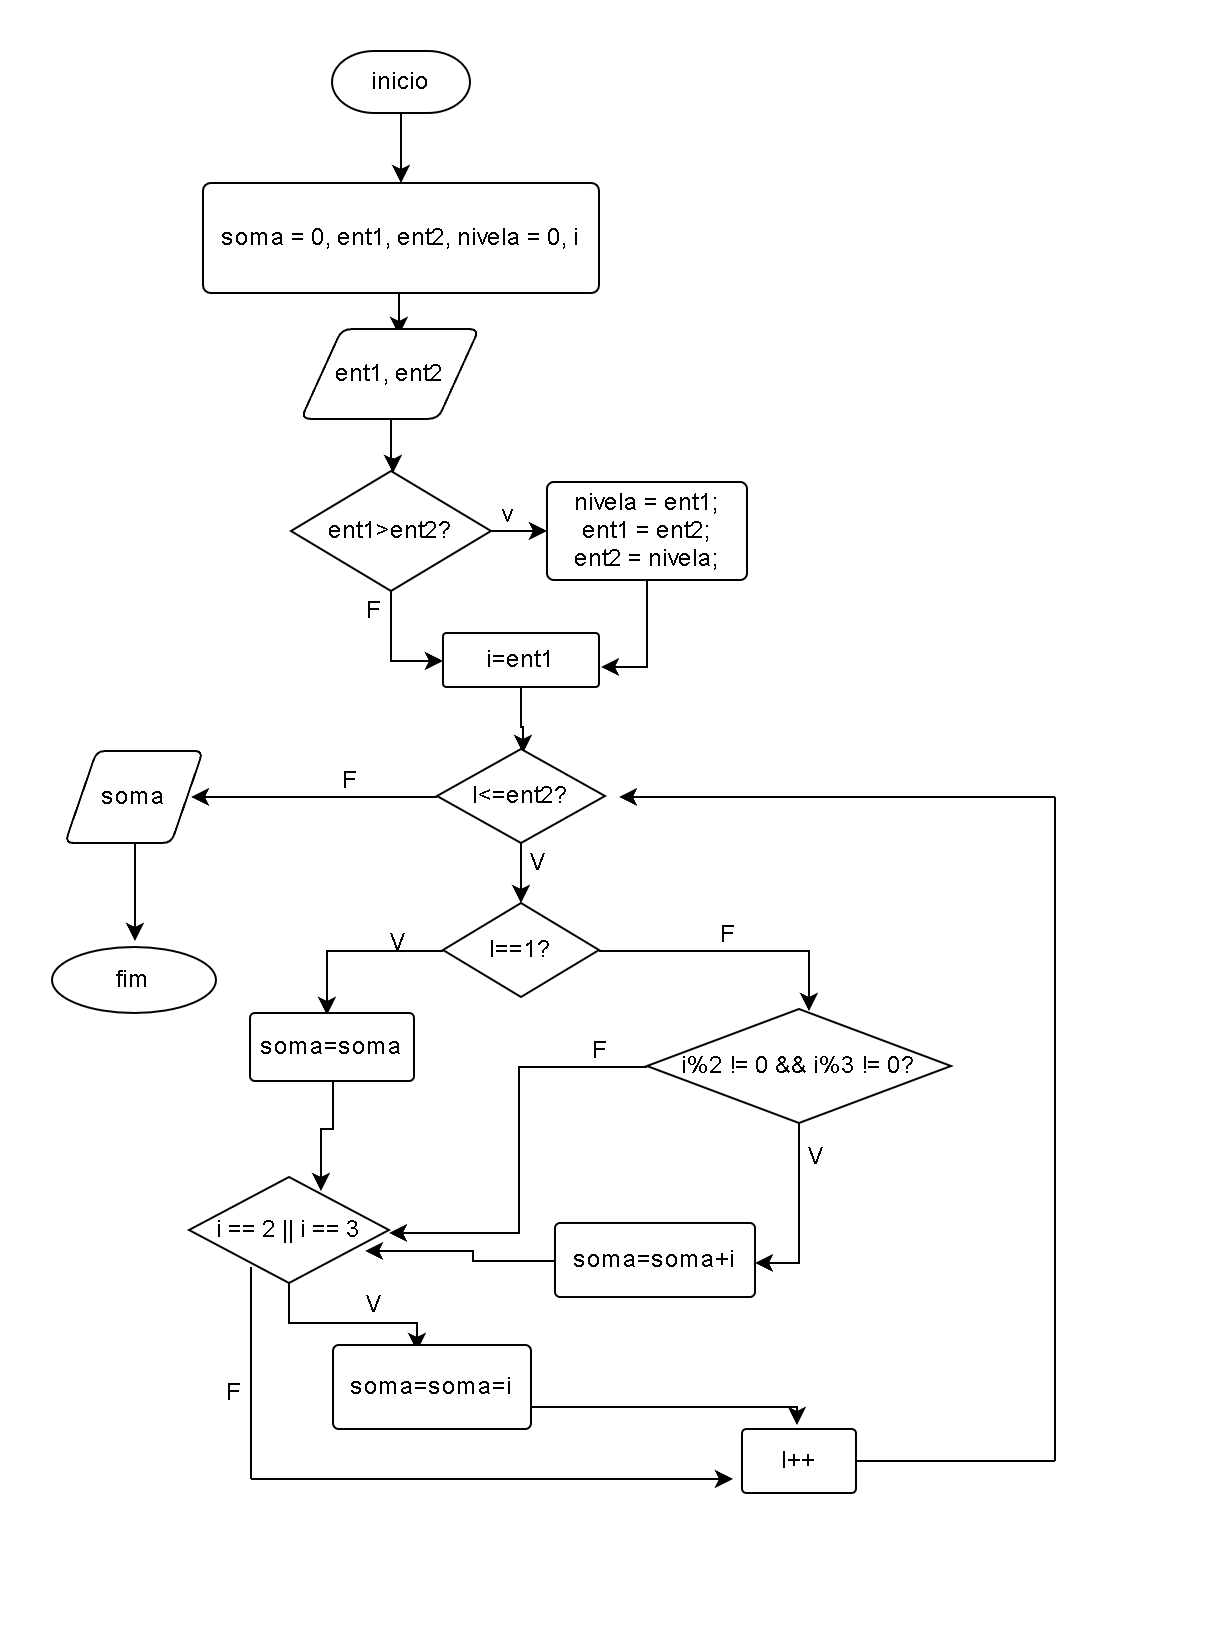 inicio
soma = 0, ent1, ent2, nivela = 0, i
ent1, ent2
ent1>ent2?
v
nivela = ent1;
ent1 = ent2;
ent2 = nivela;
F
i=ent1
soma
F
I<=ent2?
V
fim
V
I==1?
F
soma=soma
F
i%2 != 0 && i%3 != 0?
V
i == 2 || i == 3
soma=soma+i
V
F
soma=soma=i
I++